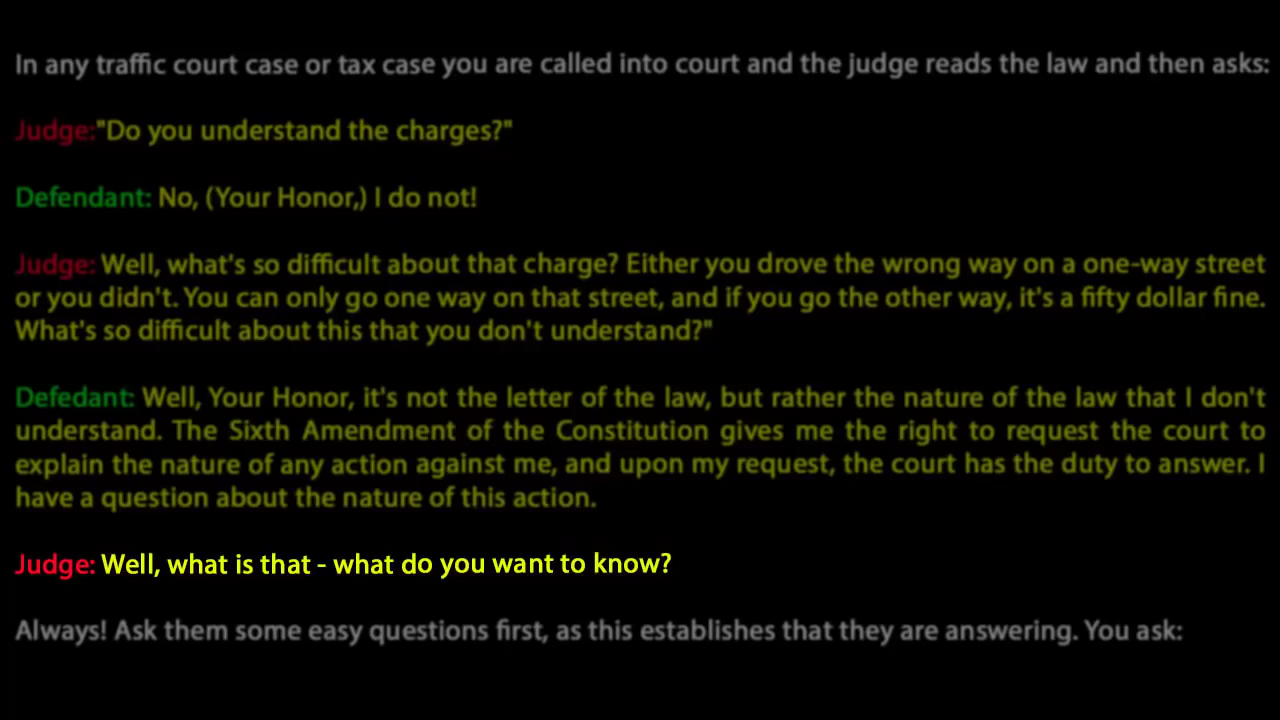 In any traffic court case or tax case you are called into court and the judge reads the law and then asks:
Judge:"Do you understand the charges?"
Defendant: No, (Your Honor,) I do not!
Judge: Well, what's so difficult about that charge? Either you drove the wrong way on a one-way street
or you didn't. You can only go one way on that street, and if you go the other way, it's a fifty dollar fine.
What's so difficult about this that you don't understand?"
Defedant: Well, Your Honor, it's not the letter of the law, but rather the nature of the law that I don't
understand. The Sixth Amendment of the Constitution gives me the right to request the court to
explain the nature of any action against me, and upon my request, the court has the duty to answer. I
have a question about the nature of this action.
Judge: Well, what is that - what do you want to know?
Always! Ask them some easy questions first, as this establishes that they are answering. You ask: